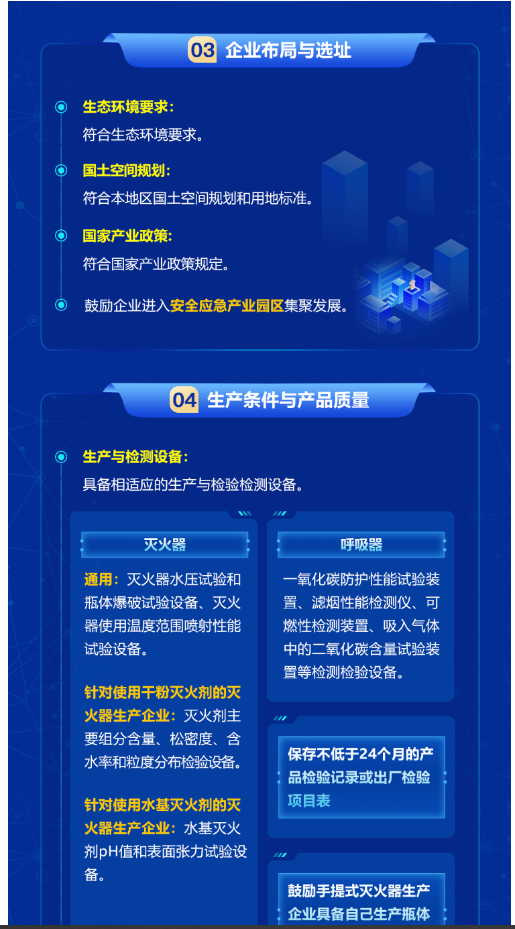 03 企业布局与选址
生态环境要求：
符合生态环境要求。
国土空间规划：
符合本地区国土空间规划和用地标准。
国家产业政策：
符合国家产业政策规定。
鼓励企业进入安全应急产业园区集聚发展。
04 生产条件与产品质量
生产与检测设备：
具备相适应的生产与检验检测设备。
灭火器
通用：灭火器水压试验和
瓶体爆破试验设备、灭火
器使用温度范围喷射性能
试验设备。
针对使用干粉灭火剂的灭
火器生产企业：灭火剂主
要组分含量、松密度、含
水率和粒度分布检验设备。
针对使用水基灭火剂的灭
火器生产企业：水基灭火
剂pH值和表面张力试验设
备。
呼吸器
一氧化碳防护性能试验装
置、滤烟性能检测仪、可
燃性检测装置、吸入气体
中的二氧化碳含量试验装
置等检测检验设备。
保存不低于24个月的产
品检验记录或出厂检验
项目表
鼓励手提式灭火器生产
企业具备自己生产瓶体